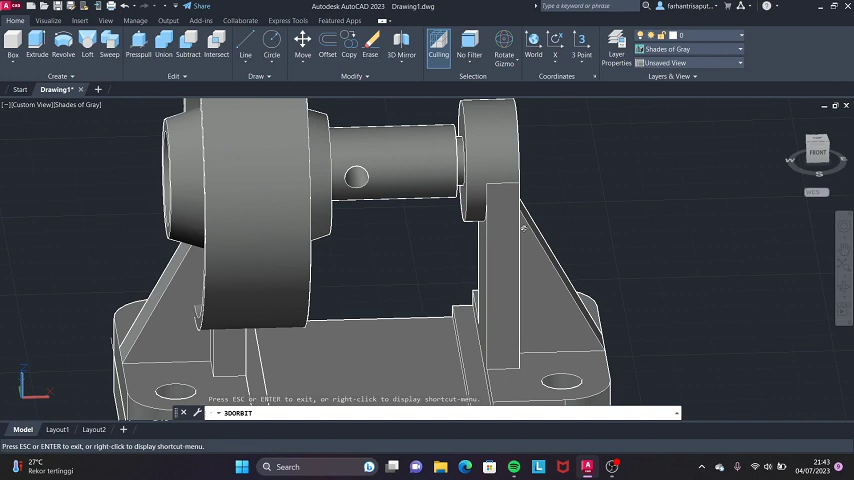 Share
Autodesk AutoCAD 2023 Drawing1.dwg
Type a keyword or phrase
farhantrisaput...
Home Visualize Insert View Manage Output Add-ins Collaborate Express Tools Featured Apps
Box Extrude Revolve Loft Sweep Presspull Union Subtract Intersect Line Circle Move Offset Copy Erase 3D Mirror Culling No Filter Rotate Gizmo World X 3 Point Layer Properties
0
Shades of Gray
Unsaved View
Create Edit Draw Modify Selection Coordinates Layers & View
Start Drawing1*
[−][Custom View][Shades of Gray]
FRONT
W
S
WCS
Z
X
Press ESC or ENTER to exit, or right-click to display shortcut-menu.
3DORBIT
Model Layout1 Layout2
Press ESC or ENTER to exit, or right-click to display shortcut-menu.
27°C
Rekor tertinggi
Search
21:43
04/07/2023